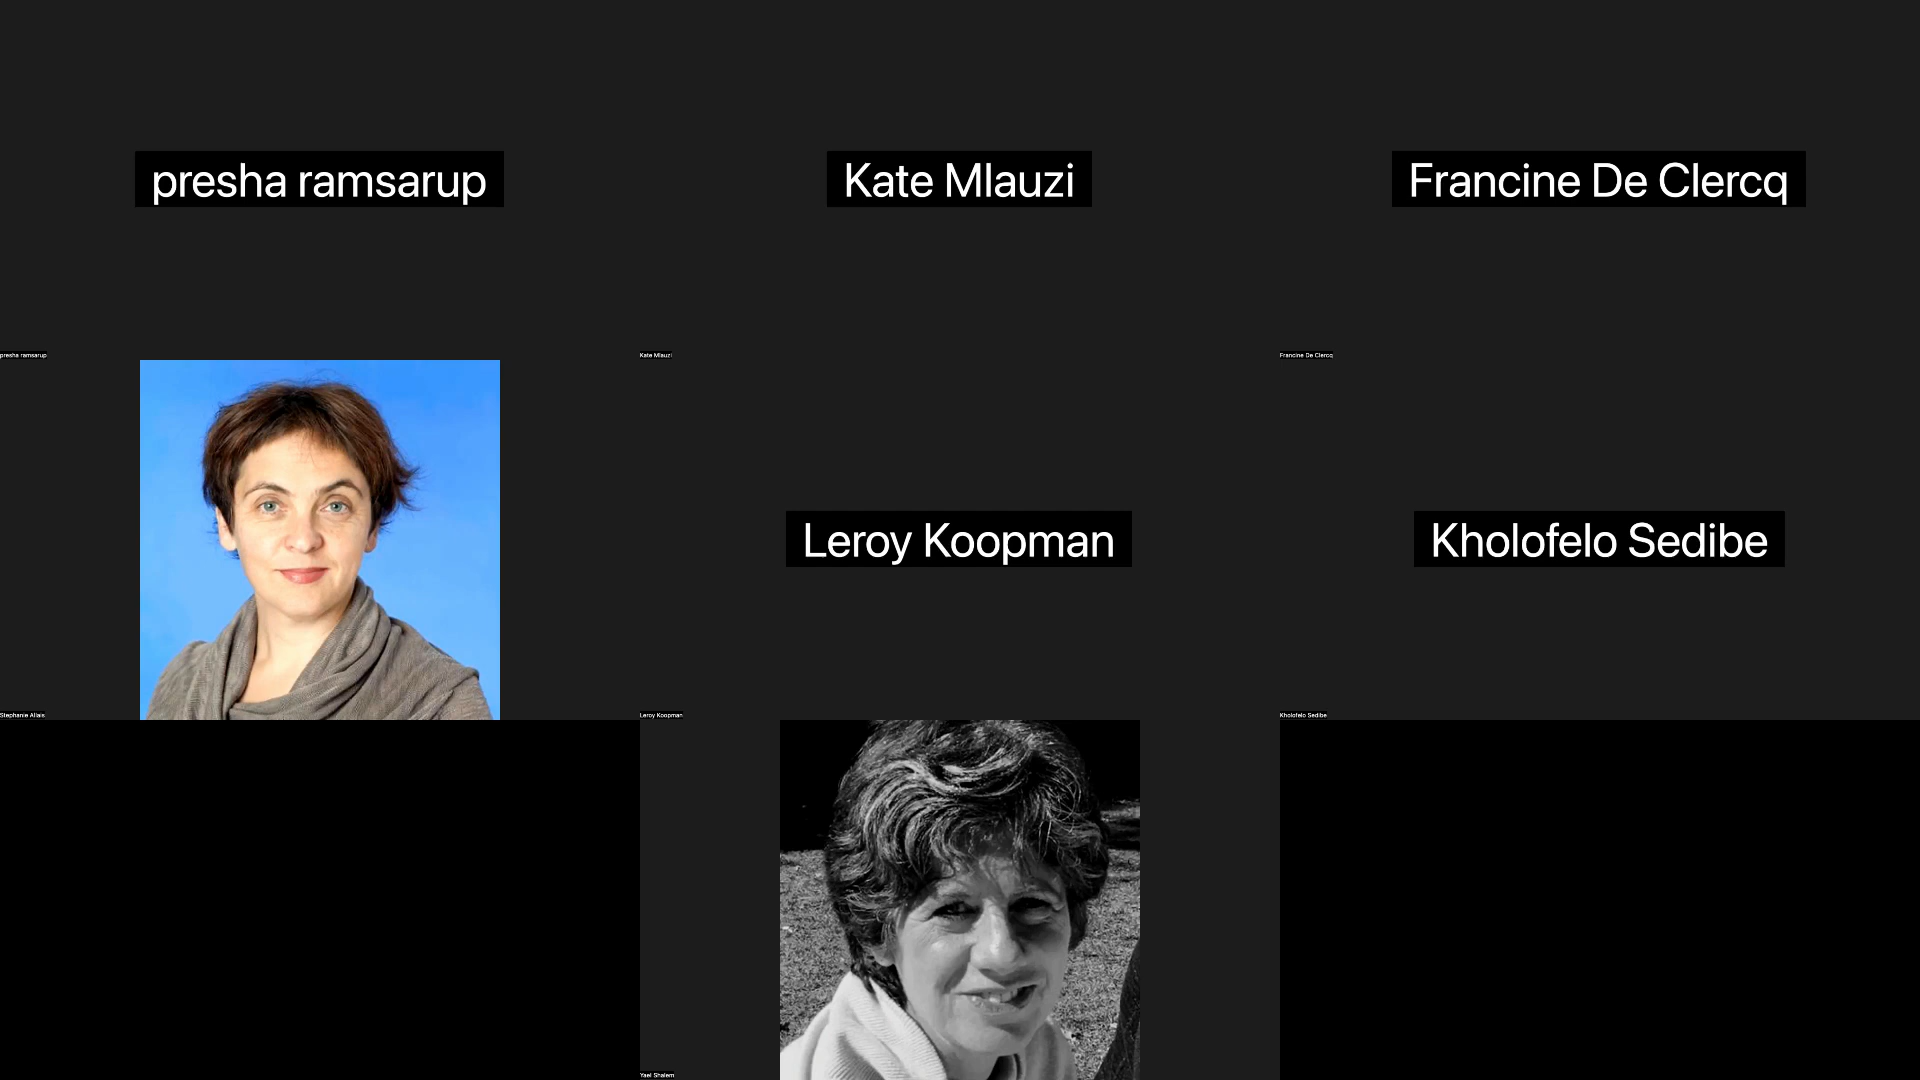 presha ramsarup
Kate Mlauzi
Francine De Clercq
presha ramsarup
Kate Mlauzi
Francine De Clercq
Leroy Koopman
Kholofelo Sedibe
Stephanie Allais
Leroy Koopman
Kholofelo Sedibe
Yael Shalem